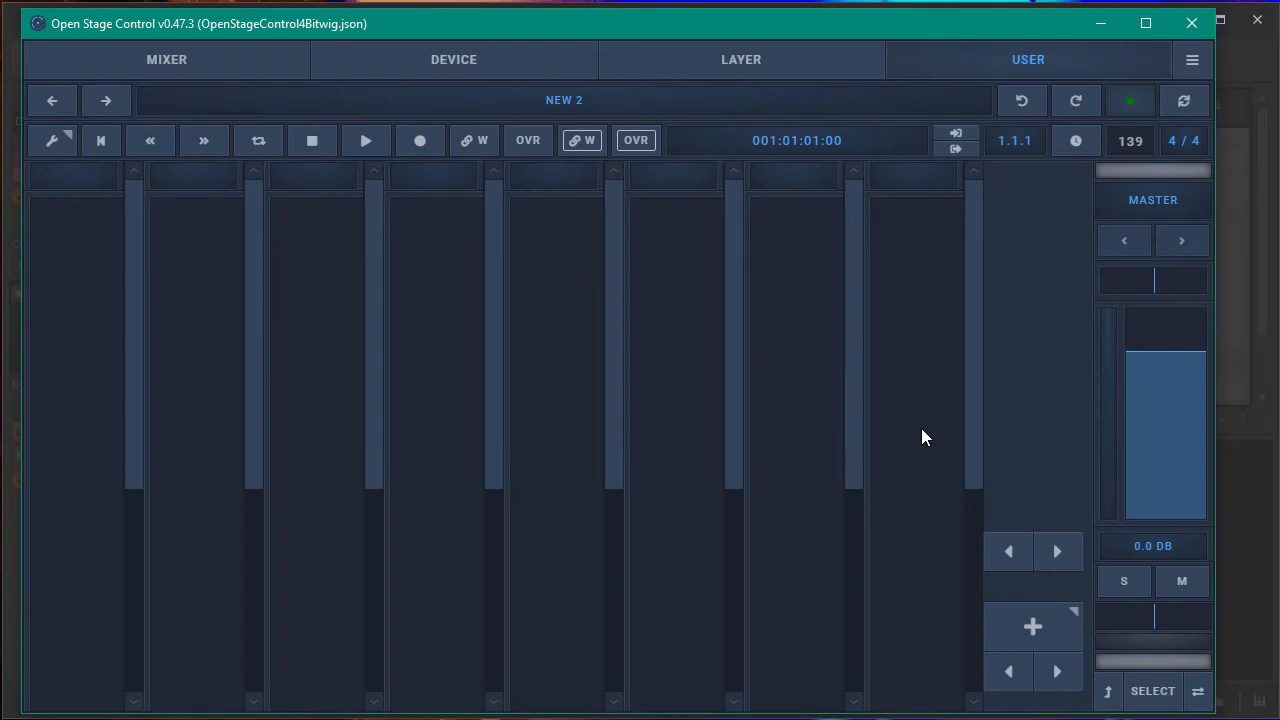 Open Stage Control v0.47.3 (OpenStageControl4Bitwig.json)
MIXER DEVICE LAYER USER
NEW 2
W OVR W OVR 001:01:01:00 1.1.1 139 4 / 4
MASTER
0.0 DB
S M
SELECT